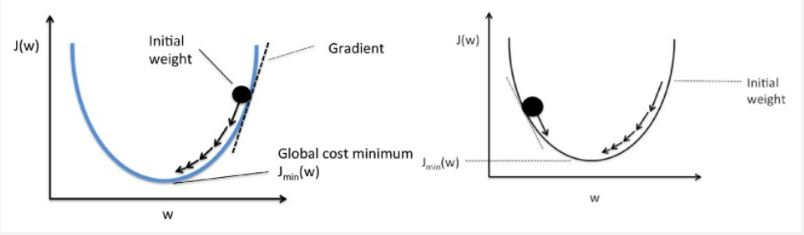 J(w)
Initial
weight
Gradient
Global cost minimum
Jmin(w)
w
J(w)
Initial
weight
Jmin(w)
w